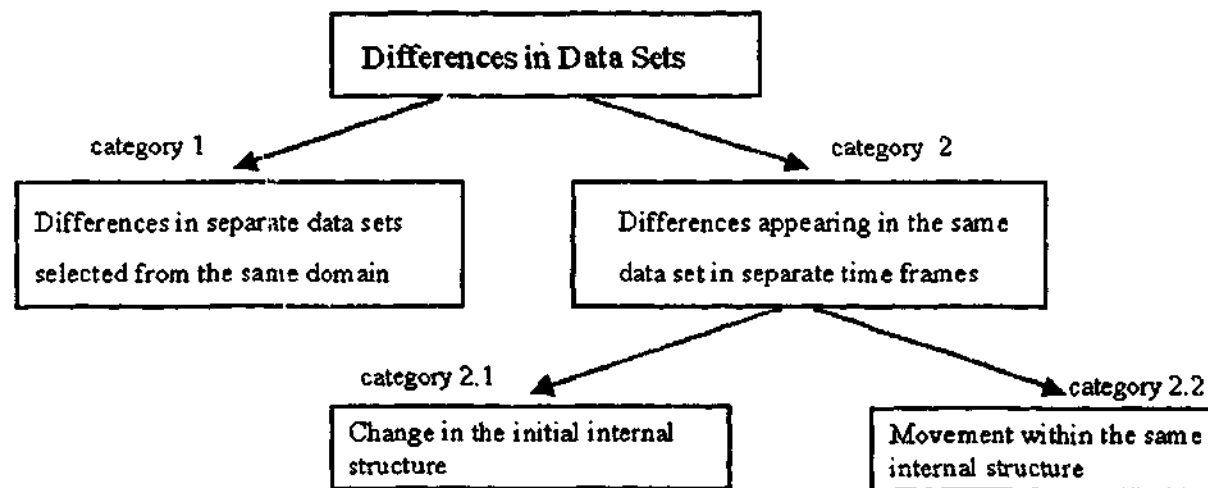 Differences in Data Sets
category 1
category 2
Differences in separate data sets
selected from the same domain
Differences appearing in the same
data set in separate time frames
category 2.1
category 2.2
Change in the initial internal
structure
Movement within the same
internal structure